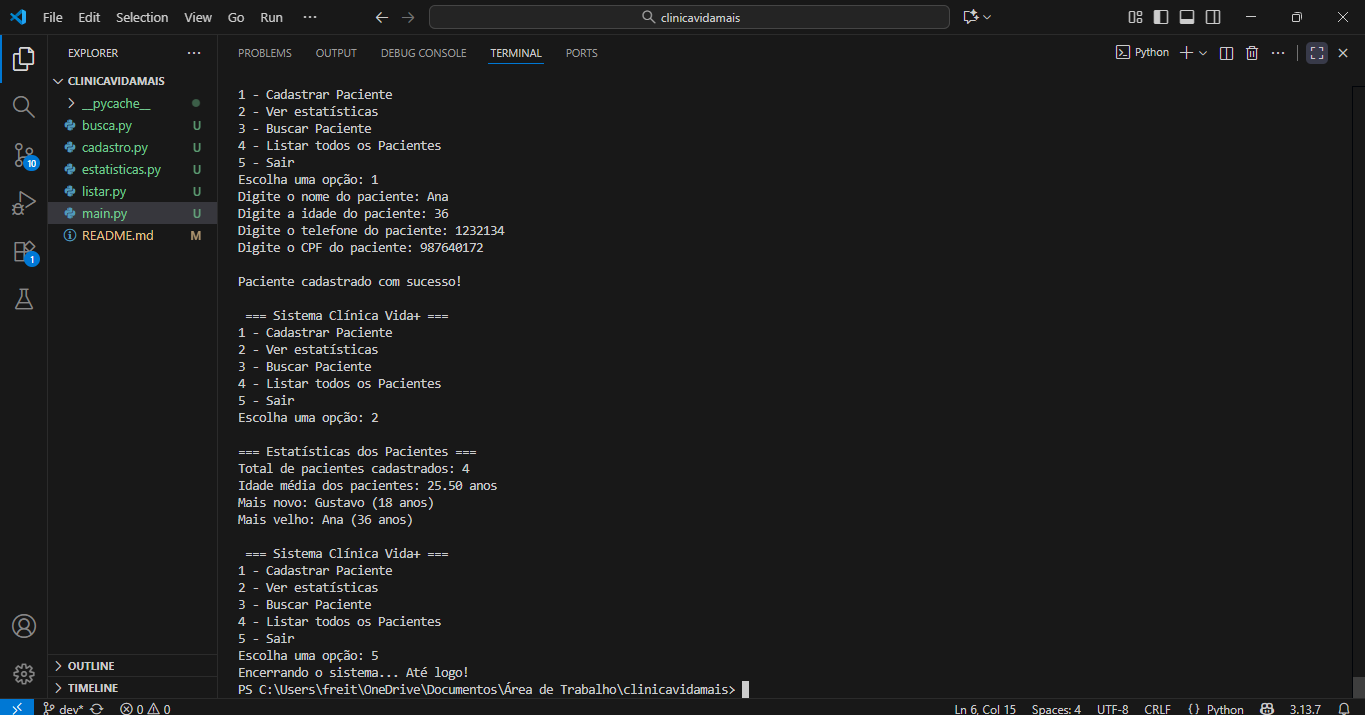 File Edit Selection View Go Run ··· clinicavidamais
EXPLORER ···
CLINICAVIDAMAIS
__pycache__
busca.py U
cadastro.py U
estatisticas.py U
listar.py U
main.py U
README.md M
10
1
OUTLINE
TIMELINE
PROBLEMS OUTPUT DEBUG CONSOLE TERMINAL PORTS Python ···
1 - Cadastrar Paciente
2 - Ver estatísticas
3 - Buscar Paciente
4 - Listar todos os Pacientes
5 - Sair
Escolha uma opção: 1
Digite o nome do paciente: Ana
Digite a idade do paciente: 36
Digite o telefone do paciente: 1232134
Digite o CPF do paciente: 987640172
Paciente cadastrado com sucesso!
=== Sistema Clínica Vida+ ===
1 - Cadastrar Paciente
2 - Ver estatísticas
3 - Buscar Paciente
4 - Listar todos os Pacientes
5 - Sair
Escolha uma opção: 2
=== Estatísticas dos Pacientes ===
Total de pacientes cadastrados: 4
Idade média dos pacientes: 25.50 anos
Mais novo: Gustavo (18 anos)
Mais velho: Ana (36 anos)
=== Sistema Clínica Vida+ ===
1 - Cadastrar Paciente
2 - Ver estatísticas
3 - Buscar Paciente
4 - Listar todos os Pacientes
5 - Sair
Escolha uma opção: 5
Encerrando o sistema... Até logo!
PS C:\Users\freit\OneDrive\Documentos\Área de Trabalho\clinicavidamais>
dev* 0 0 Ln 6, Col 15 Spaces: 4 UTF-8 CRLF {} Python 3.13.7